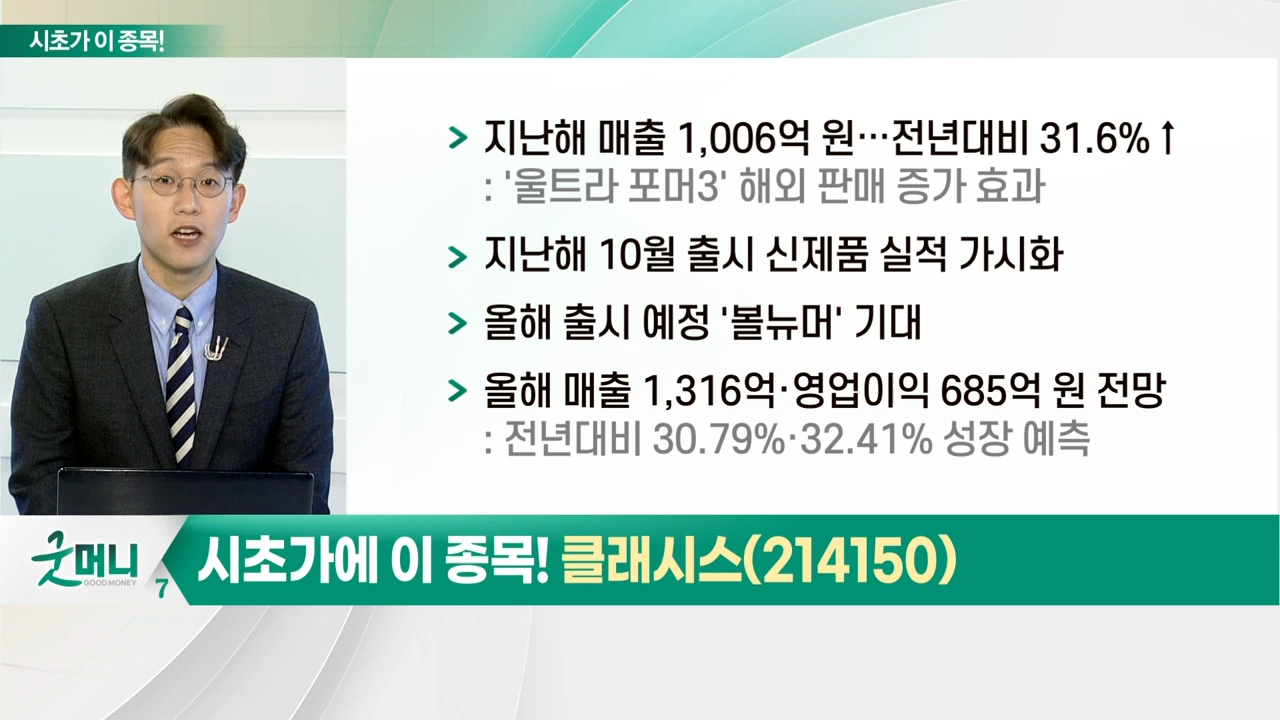 시초가 이 종목!
> 지난해 매출 1,006억 원…전년대비 31.6%↑
: '울트라 포머3' 해외 판매 증가 효과
> 지난해 10월 출시 신제품 실적 가시화
> 올해 출시 예정 '볼뉴머' 기대
> 올해 매출 1,316억·영업이익 685억 원 전망
: 전년대비 30.79%·32.41% 성장 예측
굿머니
GOOD MONEY
7
시초가에 이 종목! 클래시스(214150)